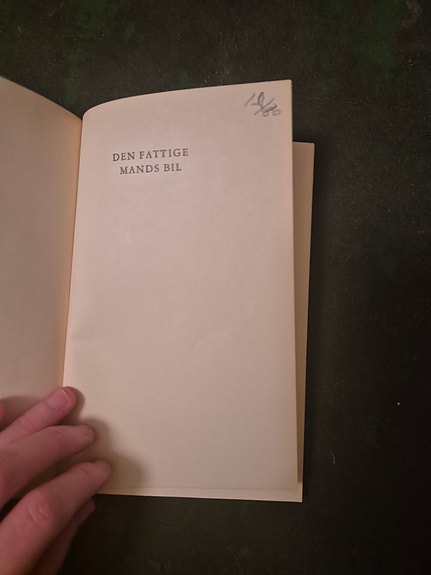 DEN FATTIGE
MANDS BIL